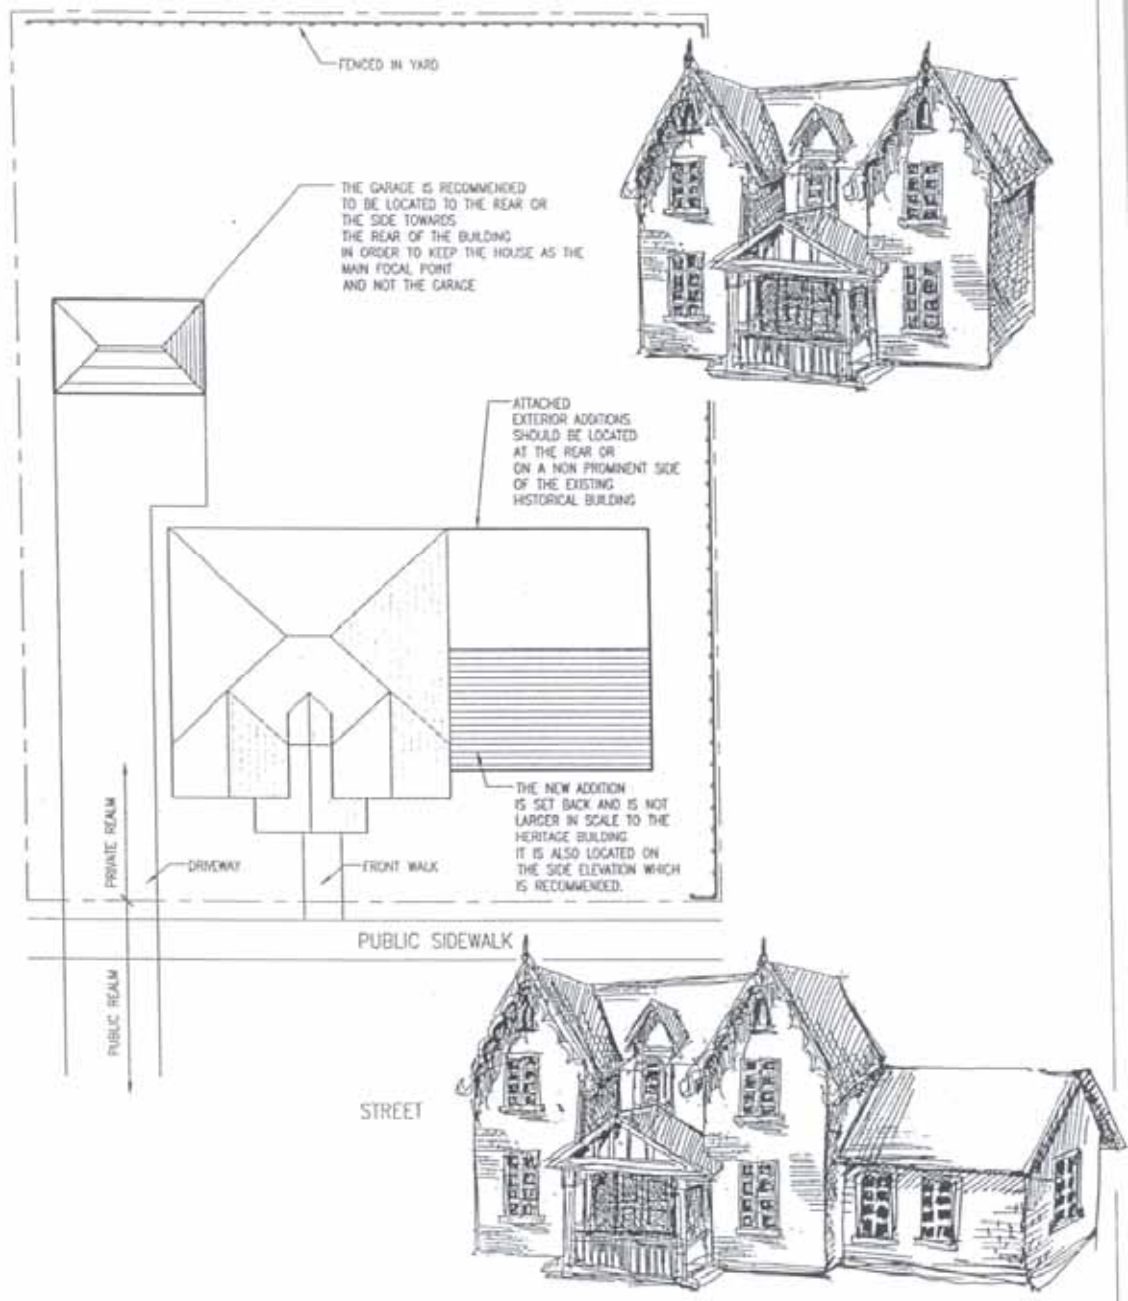 FENCED IN YARD
THE GARAGE IS RECOMMENDED
TO BE LOCATED TO THE REAR OR
THE SIDE TOWARDS
THE REAR OF THE BUILDING
IN ORDER TO KEEP THE HOUSE AS THE
MAIN FOCAL POINT
AND NOT THE GARAGE
ATTACHED
EXTERIOR ADDITIONS
SHOULD BE LOCATED
AT THE REAR OR
ON A NON PROMINENT SIDE
OF THE EXISTING
HISTORICAL BUILDING
THE NEW ADDITION
IS SET BACK AND IS NOT
LARGER IN SCALE TO THE
HERITAGE BUILDING
IT IS ALSO LOCATED ON
THE SIDE ELEVATION WHICH
IS RECOMMENDED.
PRIVATE REALM
DRIVEWAY
FRONT WALK
PUBLIC SIDEWALK
PUBLIC REALM
STREET